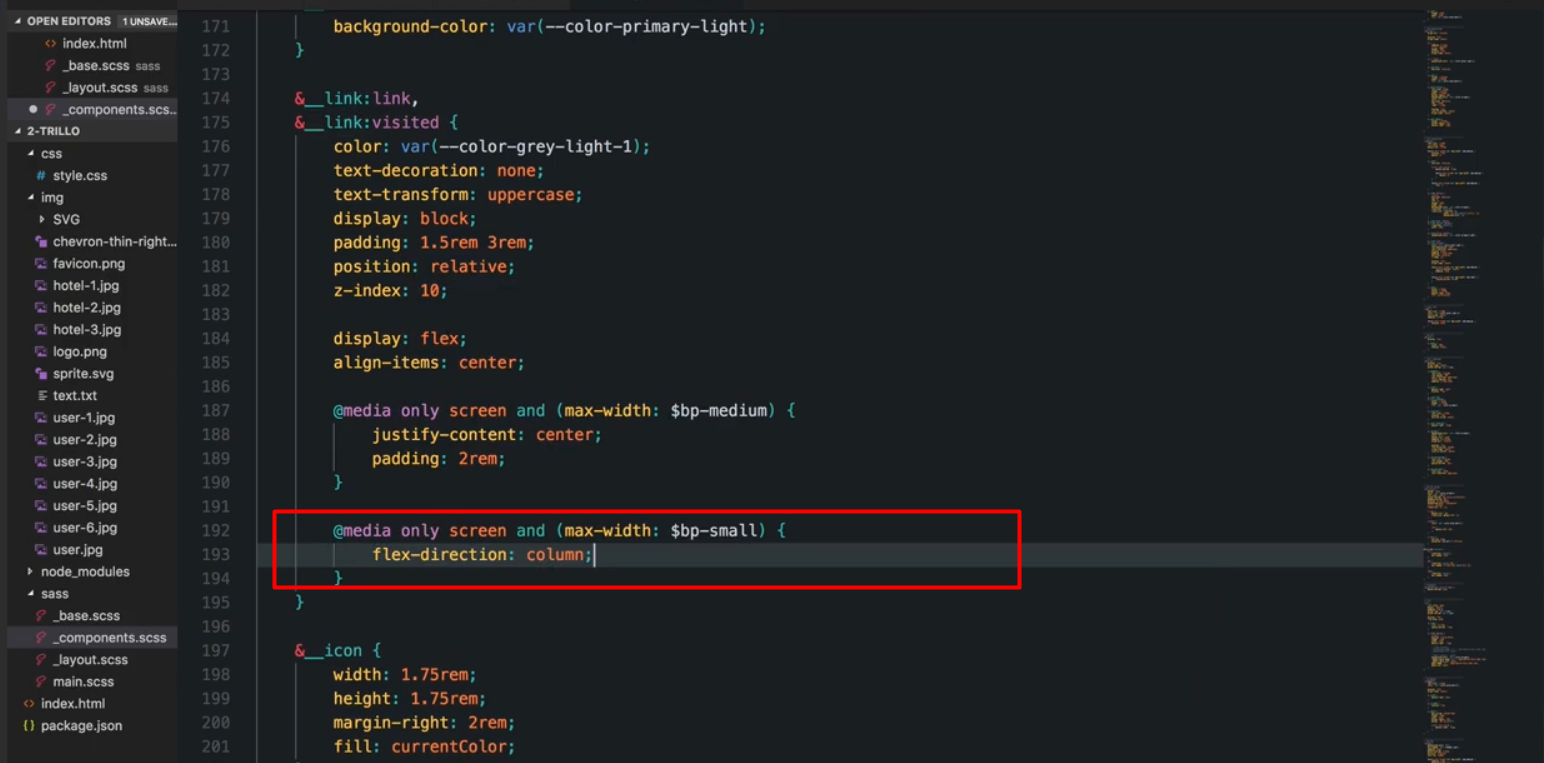 OPEN EDITORS 1 UNSAVE...
index.html
_base.scss sass
_layout.scss sass
_components.scs...
2-TRILLO
css
# style.css
img
SVG
chevron-thin-right...
favicon.png
hotel-1.jpg
hotel-2.jpg
hotel-3.jpg
logo.png
sprite.svg
text.txt
user-1.jpg
user-2.jpg
user-3.jpg
user-4.jpg
user-5.jpg
user-6.jpg
user.jpg
node_modules
sass
_base.scss
_components.scss
_layout.scss
main.scss
index.html
package.json
171 background-color: var(--color-primary-light);
172 }
173
174 &__link:link,
175 &__link:visited {
176 color: var(--color-grey-light-1);
177 text-decoration: none;
178 text-transform: uppercase;
179 display: block;
180 padding: 1.5rem 3rem;
181 position: relative;
182 z-index: 10;
183
184 display: flex;
185 align-items: center;
186
187 @media only screen and (max-width: $bp-medium) {
188 justify-content: center;
189 padding: 2rem;
190 }
191
192 @media only screen and (max-width: $bp-small) {
193 flex-direction: column;
194 }
195 }
196
197 &__icon {
198 width: 1.75rem;
199 height: 1.75rem;
200 margin-right: 2rem;
201 fill: currentColor;